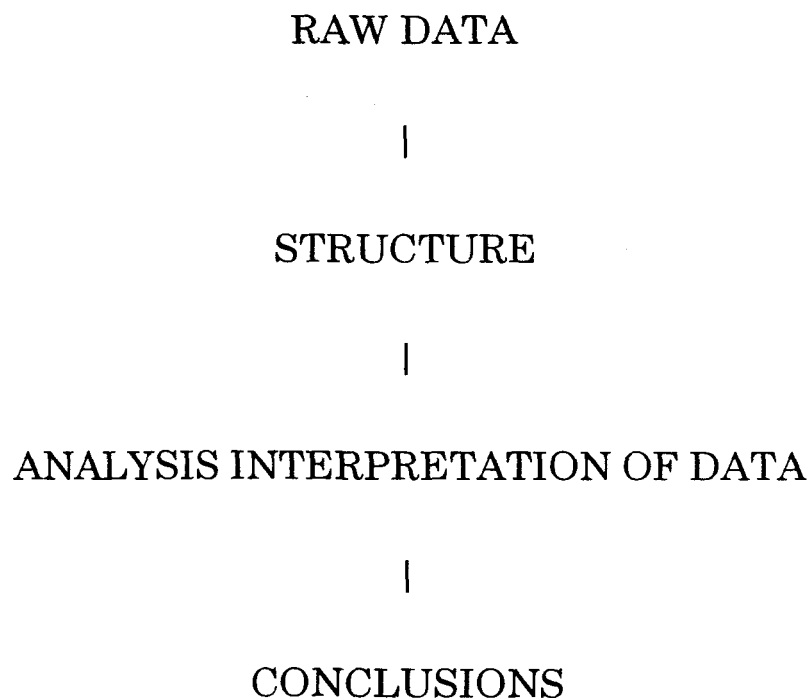 RAW DATA
STRUCTURE
ANALYSIS INTERPRETATION OF DATA
CONCLUSIONS